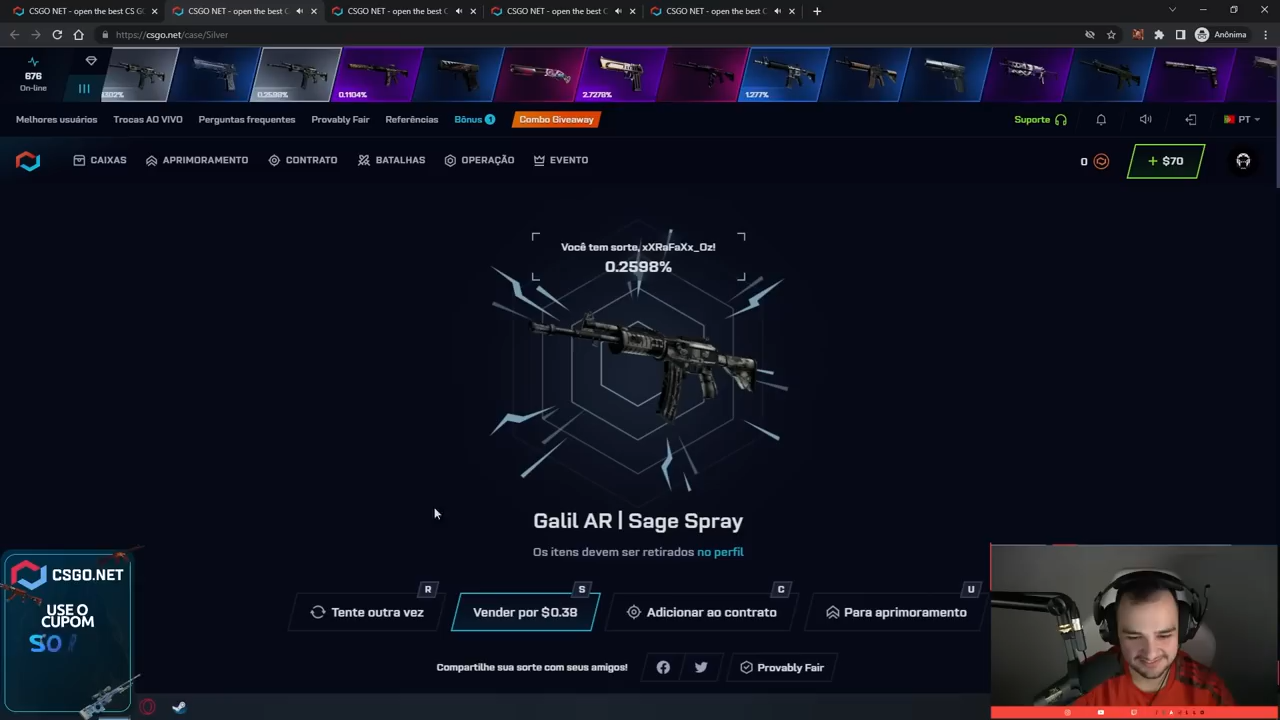 CSGO NET - open the best CS G
CSGO NET - open the best C
CSGO NET - open the best C
CSGO NET - open the best C
CSGO NET - open the best C
https://csgo.net/case/Silver
Anônima
676
On-line
0.2598%
0.1104%
2.7279%
1.277%
Melhores usuários
Trocas AO VIVO
Perguntas frequentes
Provably Fair
Referências
Bônus
Combo Giveaway
Suporte
PT
CAIXAS
APRIMORAMENTO
CONTRATO
BATALHAS
OPERAÇÃO
EVENTO
0
+ $70
Você tem sorte, xXRaFaXx_Oz!
0.2598%
Galil AR | Sage Spray
Os itens devem ser retirados no perfil
R
Tente outra vez
S
Vender por $0.38
C
Adicionar ao contrato
U
Para aprimoramento
Compartilhe sua sorte com seus amigos!
Provably Fair
CSGO.NET
USE O
CUPOM
SO